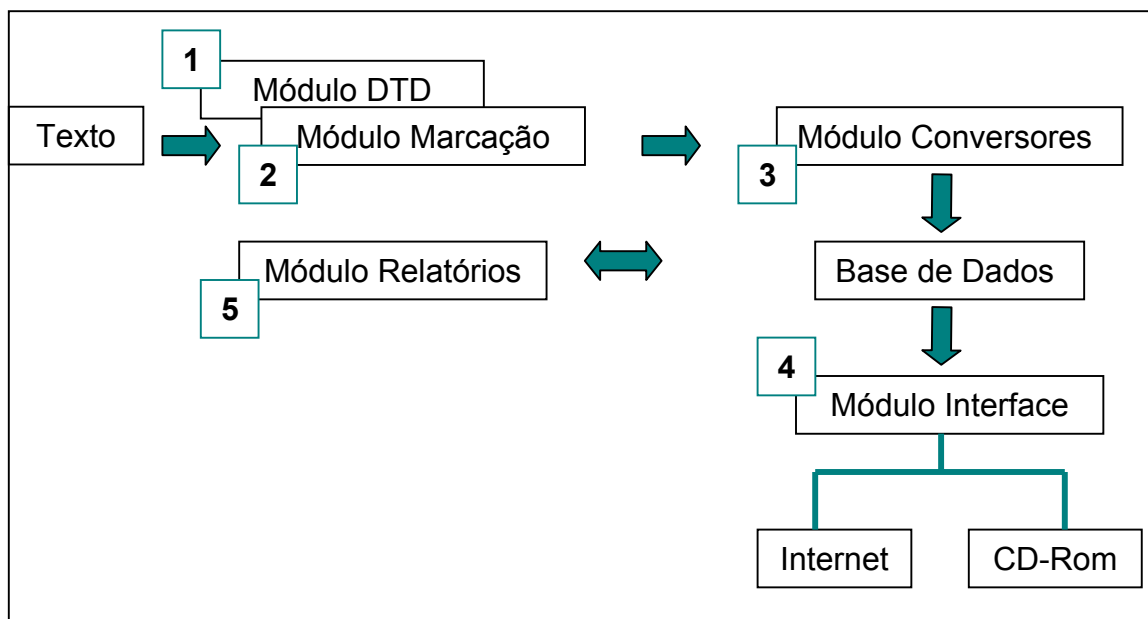 1
Módulo DTD
Texto
Módulo Marcação
2
Módulo Conversores
3
Módulo Relatórios
5
Base de Dados
4
Módulo Interface
Internet
CD-Rom